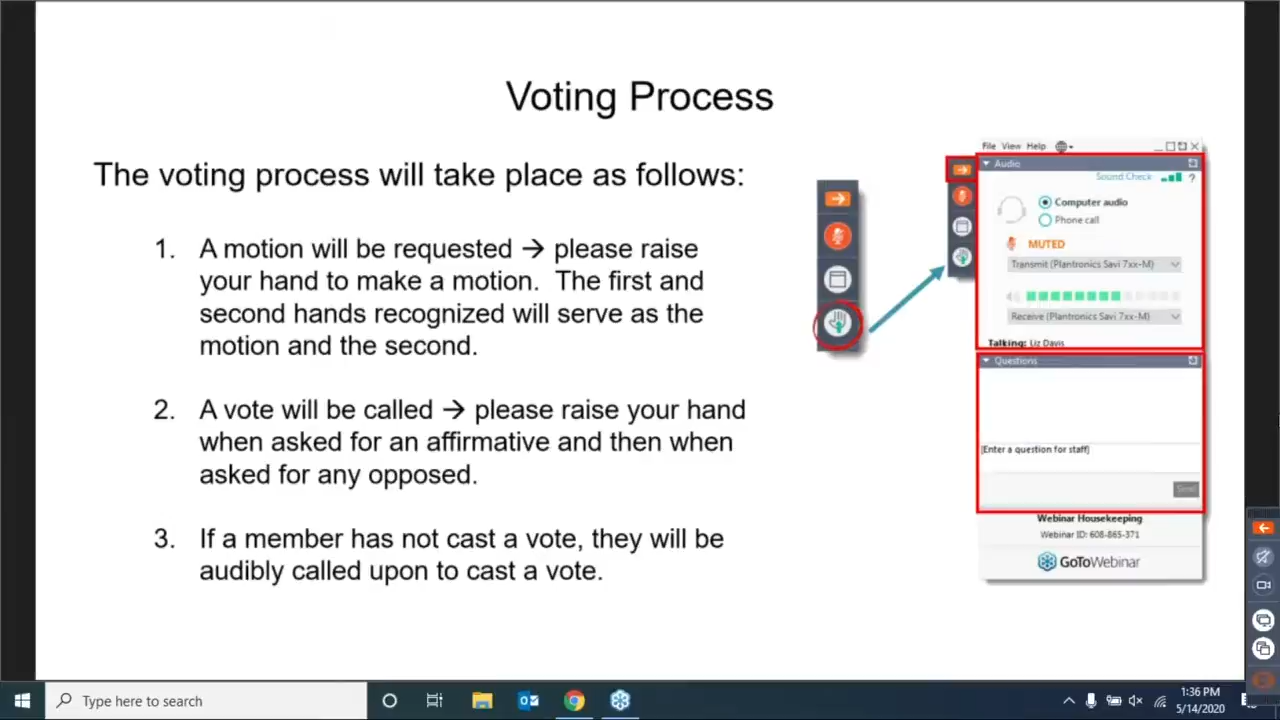 Voting Process
The voting process will take place as follows:
1. A motion will be requested → please raise
your hand to make a motion. The first and
second hands recognized will serve as the
motion and the second.
2. A vote will be called → please raise your hand
when asked for an affirmative and then when
asked for any opposed.
3. If a member has not cast a vote, they will be
audibly called upon to cast a vote.
File View Help
Audio
Sound Check ?
Computer audio
Phone call
MUTED
Transmit (Plantronics Savi 7xx-M)
Receive (Plantronics Savi 7xx-M)
Talking: Liz Davis
Questions
[Enter a question for staff]
Send
Webinar Housekeeping
Webinar ID: 608-865-371
GoToWebinar
Type here to search
1:36 PM
5/14/2020